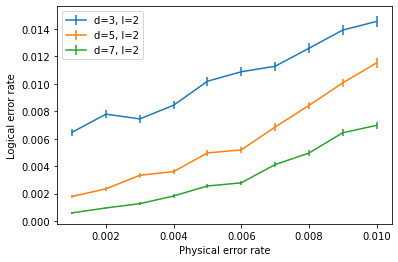 d=3, l=2
d=5, l=2
d=7, l=2
Logical error rate
0.014
0.012
0.010
0.008
0.006
0.004
0.002
0.000
0.002 0.004 0.006 0.008 0.010
Physical error rate